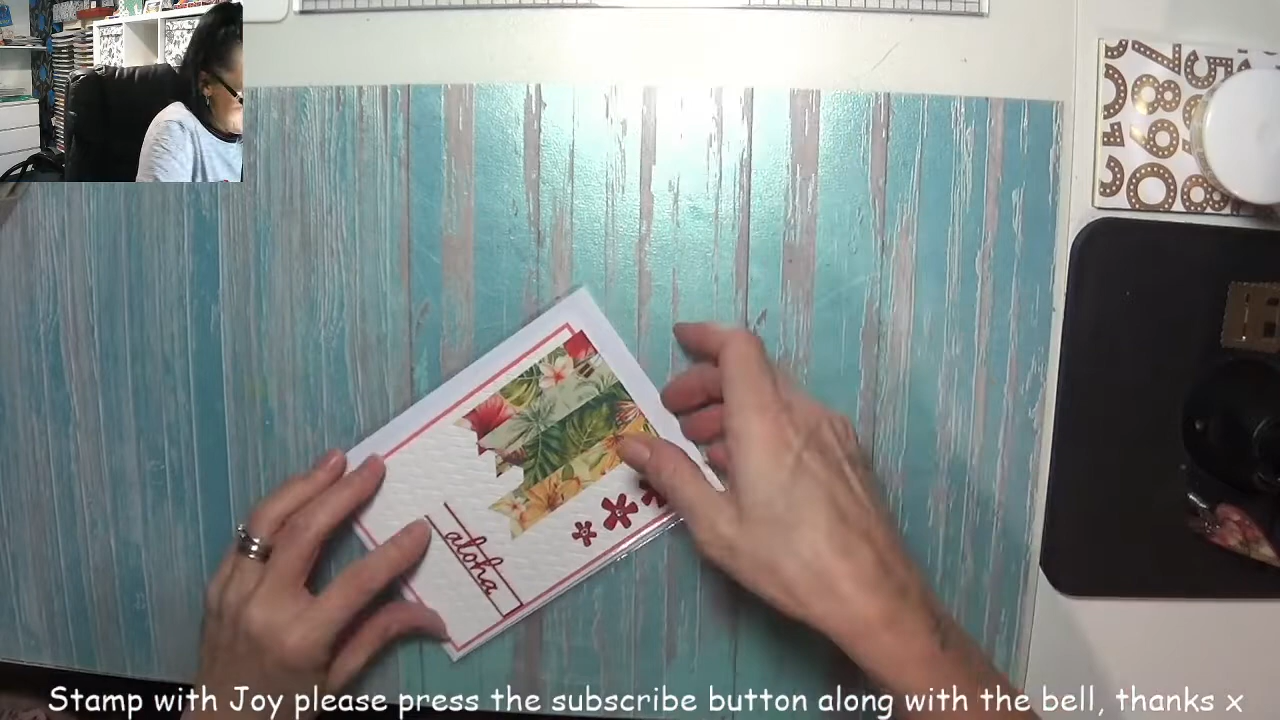 aloha
Stamp with Joy please press the subscribe button along with the bell, thanks x